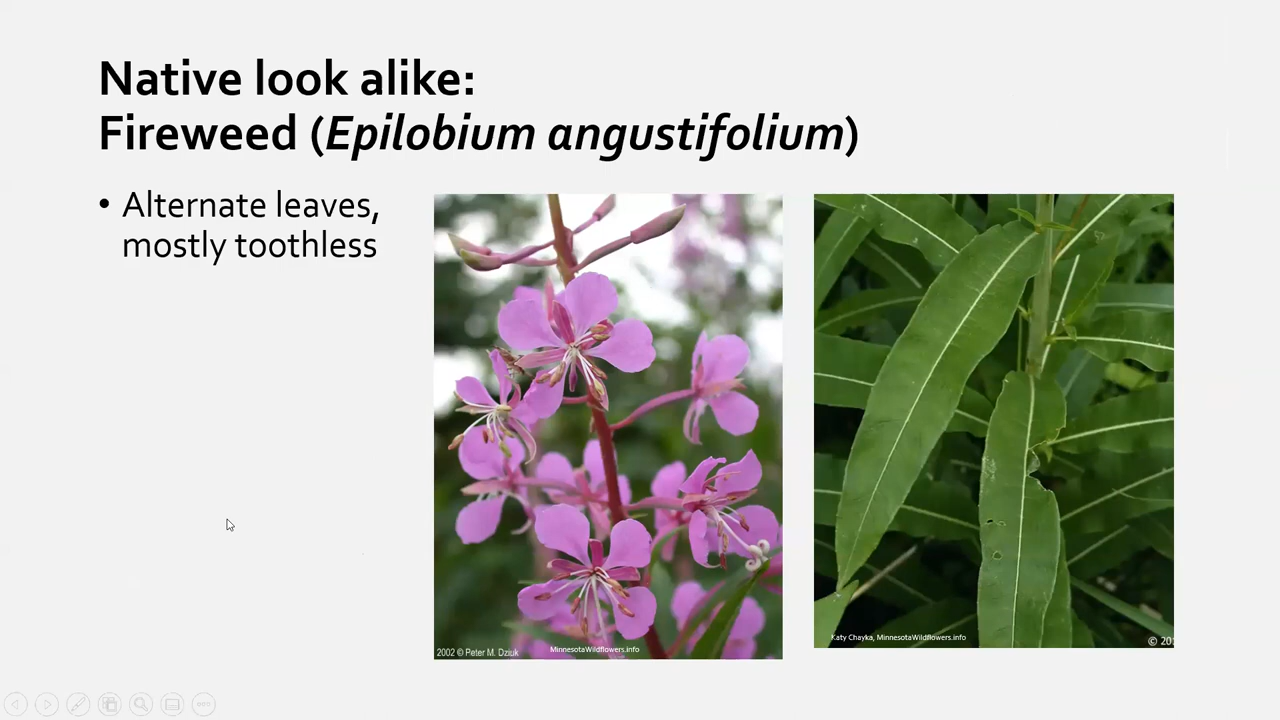 Native look alike:
Fireweed (Epilobium angustifolium)
• Alternate leaves,
mostly toothless
2002 © Peter M. Dziuk
MinnesotaWildflowers.info
Katy Chayka, MinnesotaWildflowers.info
©